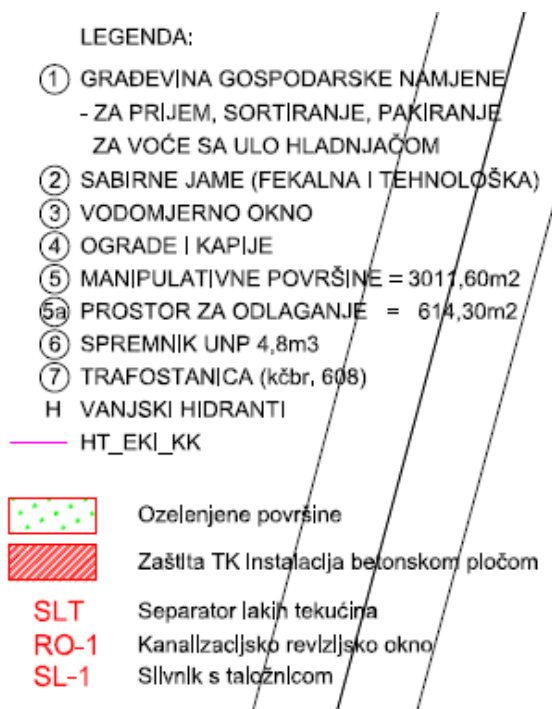 LEGENDA:
1 GRAĐEVINA GOSPODARSKE NAMJENE
- ZA PRIJEM, SORTIRANJE, PAKIRANJE
ZA VOĆE SA ULO HLADNJAČOM
2 SABIRNE JAME (FEKALNA I TEHNOLOŠKA)
3 VODOMJERNO OKNO
4 OGRADE I KAPIJE
5 MANIPULATIVNE POVRŠINE = 3011,60m2
5a PROSTOR ZA ODLAGANJE = 614,30m2
6 SPREMNIK UNP 4,8m3
7 TRAFOSTANICA (kčbr, 608)
H VANJSKI HIDRANTI
HT_EKI_KK
Ozelenjene površine
Zaštita TK Instalacija betonskom pločom
SLT Separator lakih tekućina
RO-1 Kanalizacijsko revizijsko okno
SL-1 Slivnik s taložnicom